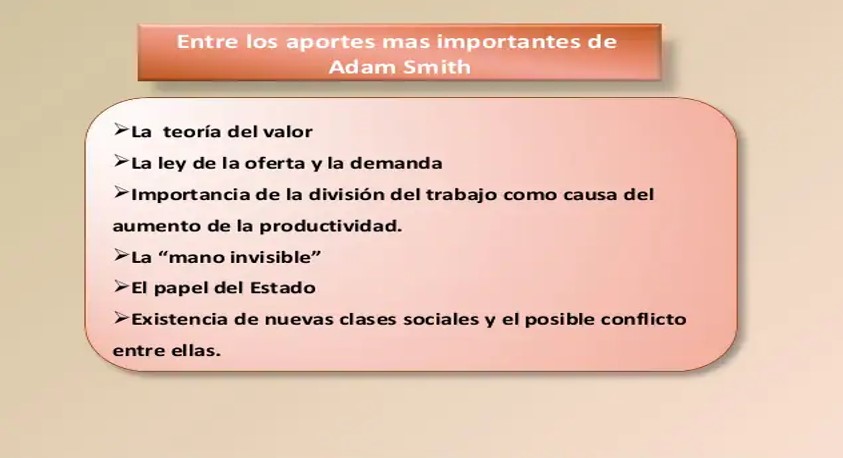 Entre los aportes mas importantes de
Adam Smith
➢La teoría del valor
➢La ley de la oferta y la demanda
➢Importancia de la división del trabajo como causa del
aumento de la productividad.
➢La “mano invisible”
➢El papel del Estado
➢Existencia de nuevas clases sociales y el posible conflicto
entre ellas.